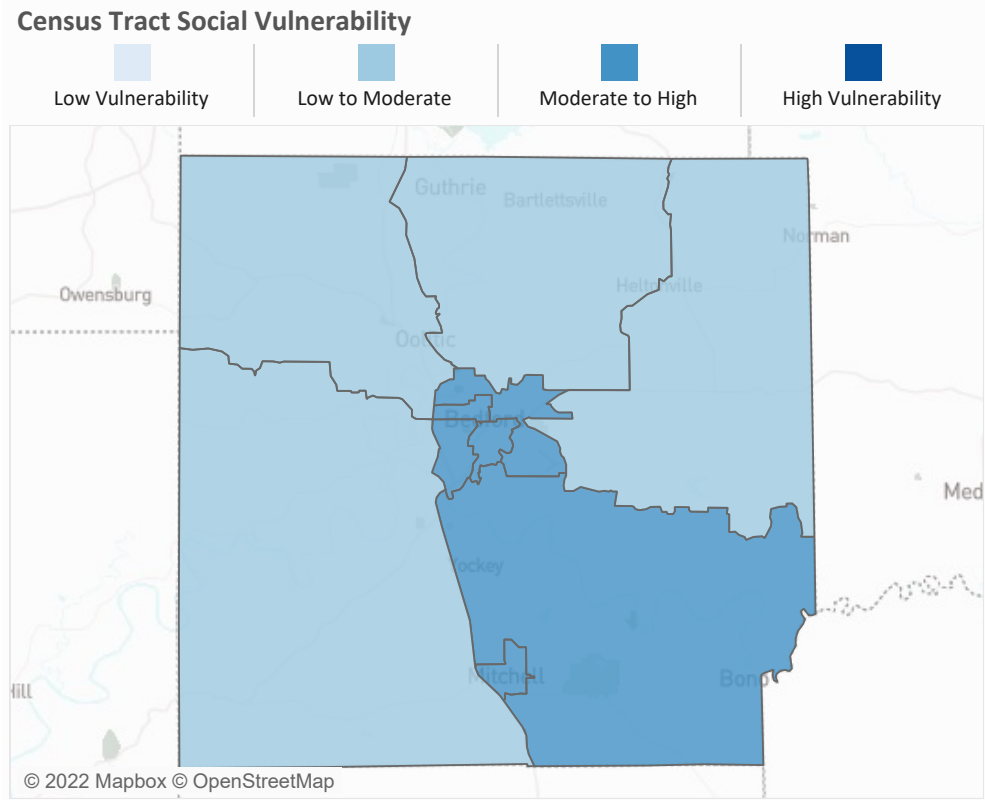 Census Tract Social Vulnerability
Low Vulnerability
Low to Moderate
Moderate to High
High Vulnerability
Guthrie
Bartlettsville
Norman
Owensburg
Heltonville
Oolitic
Bedford
Med
Yockey
Mitchell
Bono
Hill
© 2022 Mapbox © OpenStreetMap